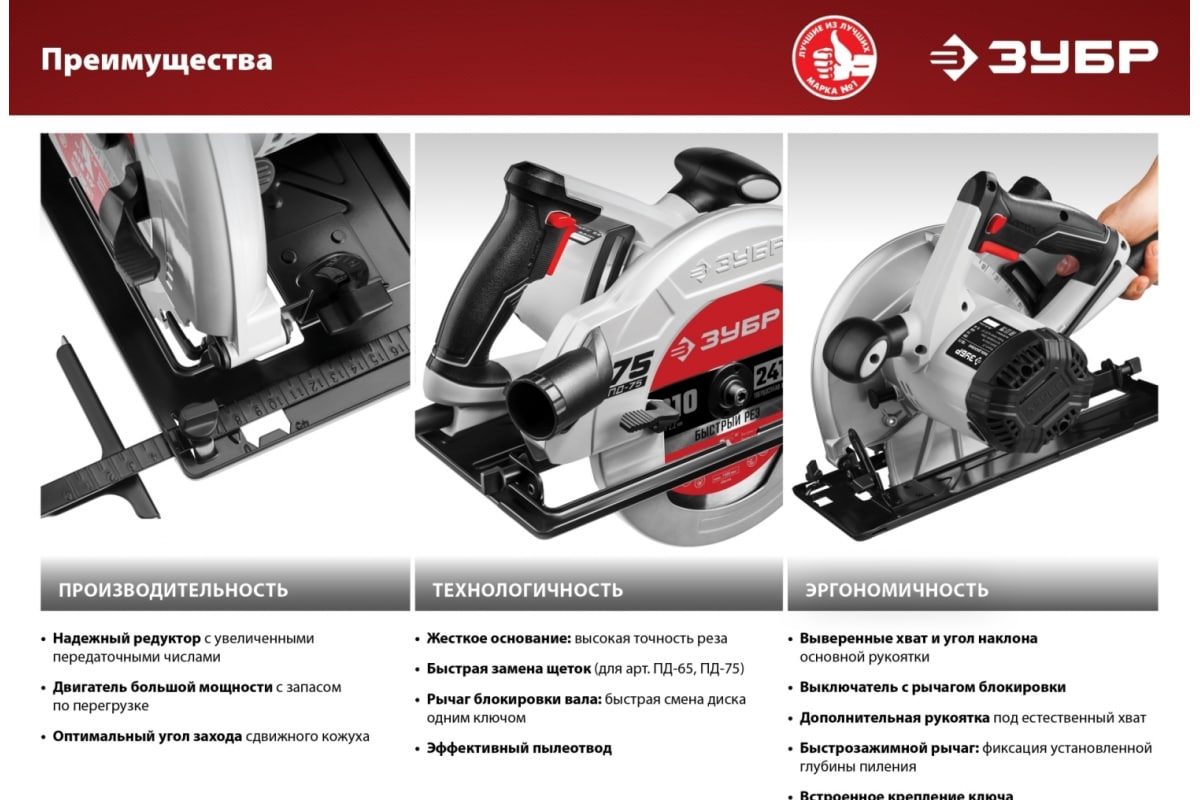 Преимущества
ЛУЧШИЕ ИЗ ЛУЧШИХ
МАРКА №1
ЗУБР
ЗУБР
ЗУБР
75
ПД-75
БЫСТРЫЙ РЕЗ
ЗУБР
ПРОИЗВОДИТЕЛЬНОСТЬ
• Надежный редуктор с увеличенными
передаточными числами
• Двигатель большой мощности с запасом
по перегрузке
• Оптимальный угол захода сдвижного кожуха
ТЕХНОЛОГИЧНОСТЬ
• Жесткое основание: высокая точность реза
• Быстрая замена щеток (для арт. ПД-65, ПД-75)
• Рычаг блокировки вала: быстрая смена диска
одним ключом
• Эффективный пылеотвод
ЭРГОНОМИЧНОСТЬ
• Выверенные хват и угол наклона
основной рукоятки
• Выключатель с рычагом блокировки
• Дополнительная рукоятка под естественный хват
• Быстрозажимной рычаг: фиксация установленной
глубины пиления
• Встроенное крепление ключа